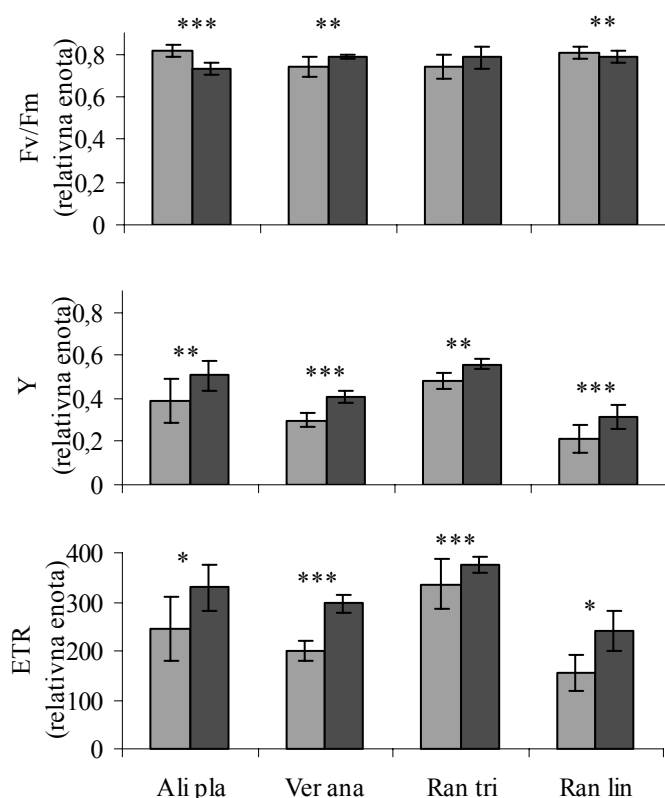 *** ** **
0,8
0,6
0,4
0,2
0
Fv/Fm
(relativna enota)
0,8
0,6
0,4
0,2
0
Y
(relativna enota)
** *** ** ***
400
300
200
100
0
ETR
(relativna enota)
* *** *** *
Ali pla Ver ana Ran tri Ran lin